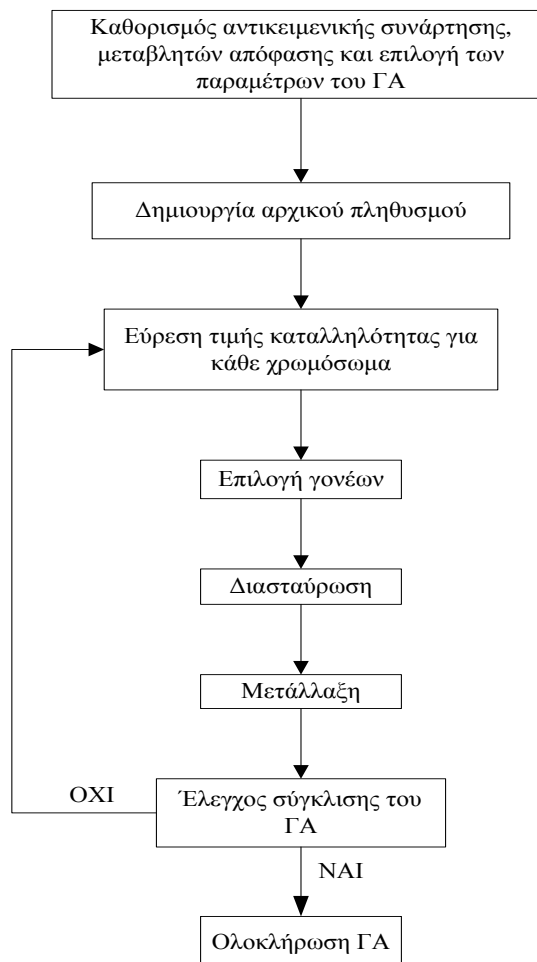 Καθορισμός αντικειμενικής συνάρτησης,
μεταβλητών απόφασης και επιλογή των
παραμέτρων του ΓΑ
Δημιουργία αρχικού πληθυσμού
Εύρεση τιμής καταλληλότητας για
κάθε χρωμόσωμα
Επιλογή γονέων
Διασταύρωση
Μετάλλαξη
Έλεγχος σύγκλισης του
ΓΑ
ΟΧΙ
ΝΑΙ
Ολοκλήρωση ΓΑ